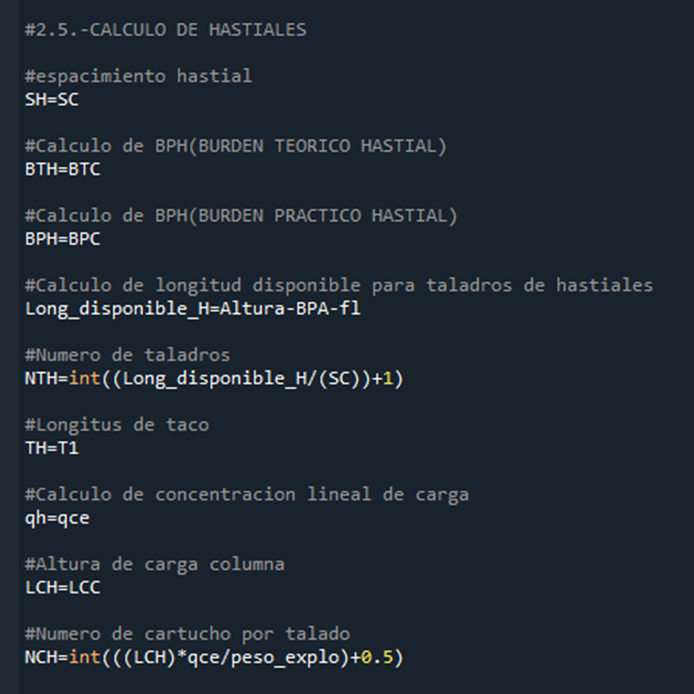 #2.5.-CALCULO DE HASTIALES
#espacimiento hastial
SH=SC
#Calculo de BPH(BURDEN TEORICO HASTIAL)
BTH=BTC
#Calculo de BPH(BURDEN PRACTICO HASTIAL)
BPH=BPC
#Calculo de longitud disponible para taladros de hastiales
Long_disponible_H=Altura-BPA-fl
#Numero de taladros
NTH=int((Long_disponible_H/(SC))+1)
#Longitus de taco
TH=T1
#Calculo de concentracion lineal de carga
qh=qce
#Altura de carga columna
LCH=LCC
#Numero de cartucho por talado
NCH=int(((LCH)*qce/peso_explo)+0.5)